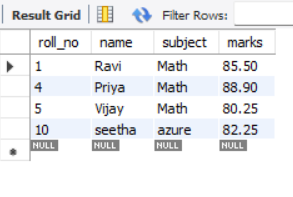 Result Grid Filter Rows:
roll_no name subject marks
1 Ravi Math 85.50
4 Priya Math 88.90
5 Vijay Math 80.25
10 seetha azure 82.25
NULL NULL NULL NULL